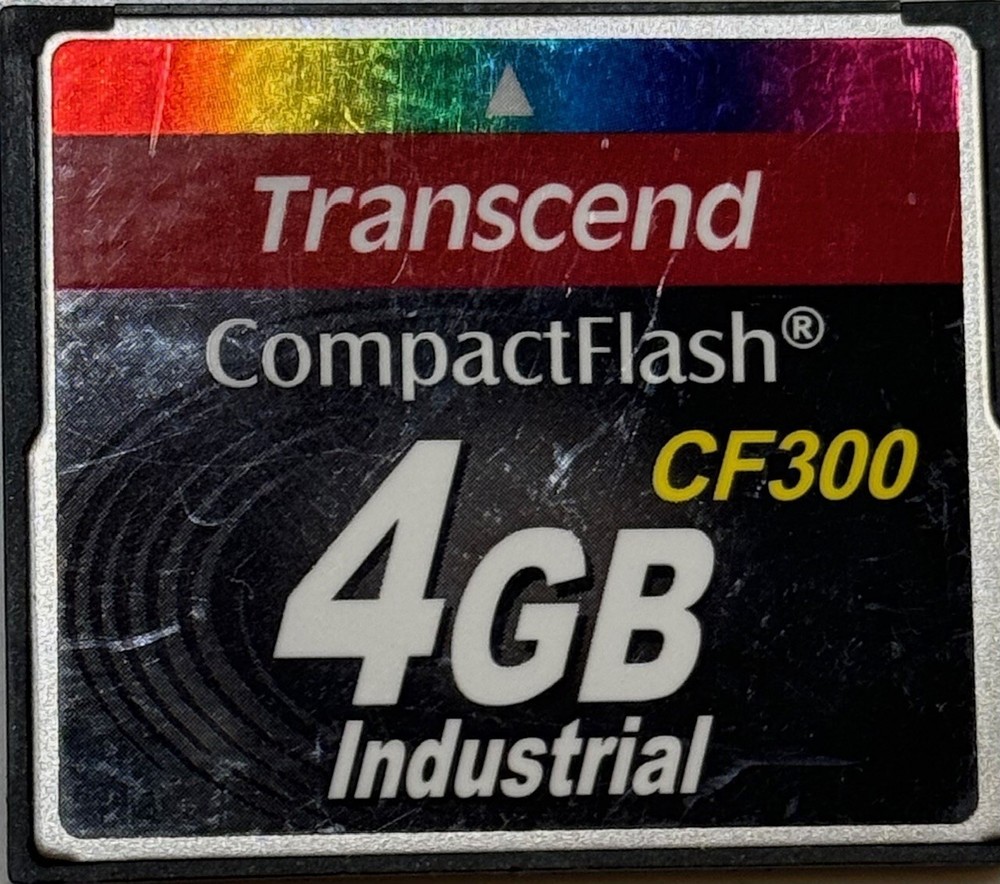 Transcend
CompactFlash®
CF300
4GB
Industrial